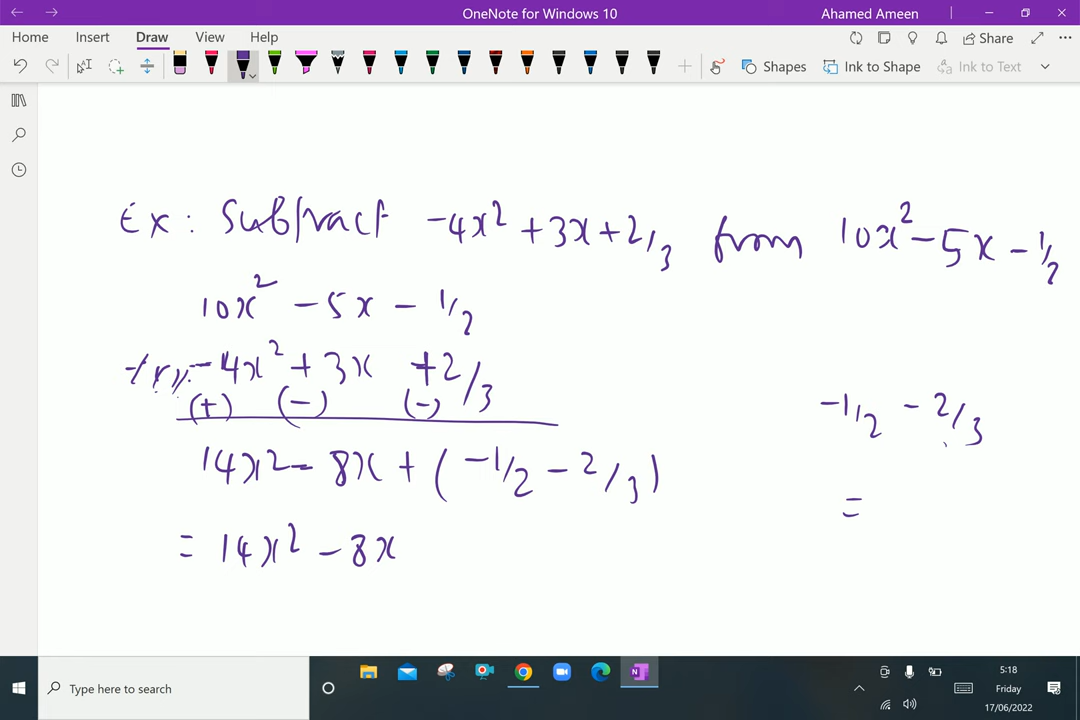 OneNote for Windows 10
Ahamed Ameen
Home Insert Draw View Help
Share
Shapes Ink to Shape Ink to Text
Ex : Subtract -4x² + 3x + 2/3 from 10x² - 5x - 1/2
10x² - 5x - 1/2
-4x² + 3x + 2/3
(+) (-) (-)
14x² - 8x + ( -1/2 - 2/3 )
= 14x² - 8x
-1/2 - 2/3
=
Type here to search
5:18
Friday
17/06/2022